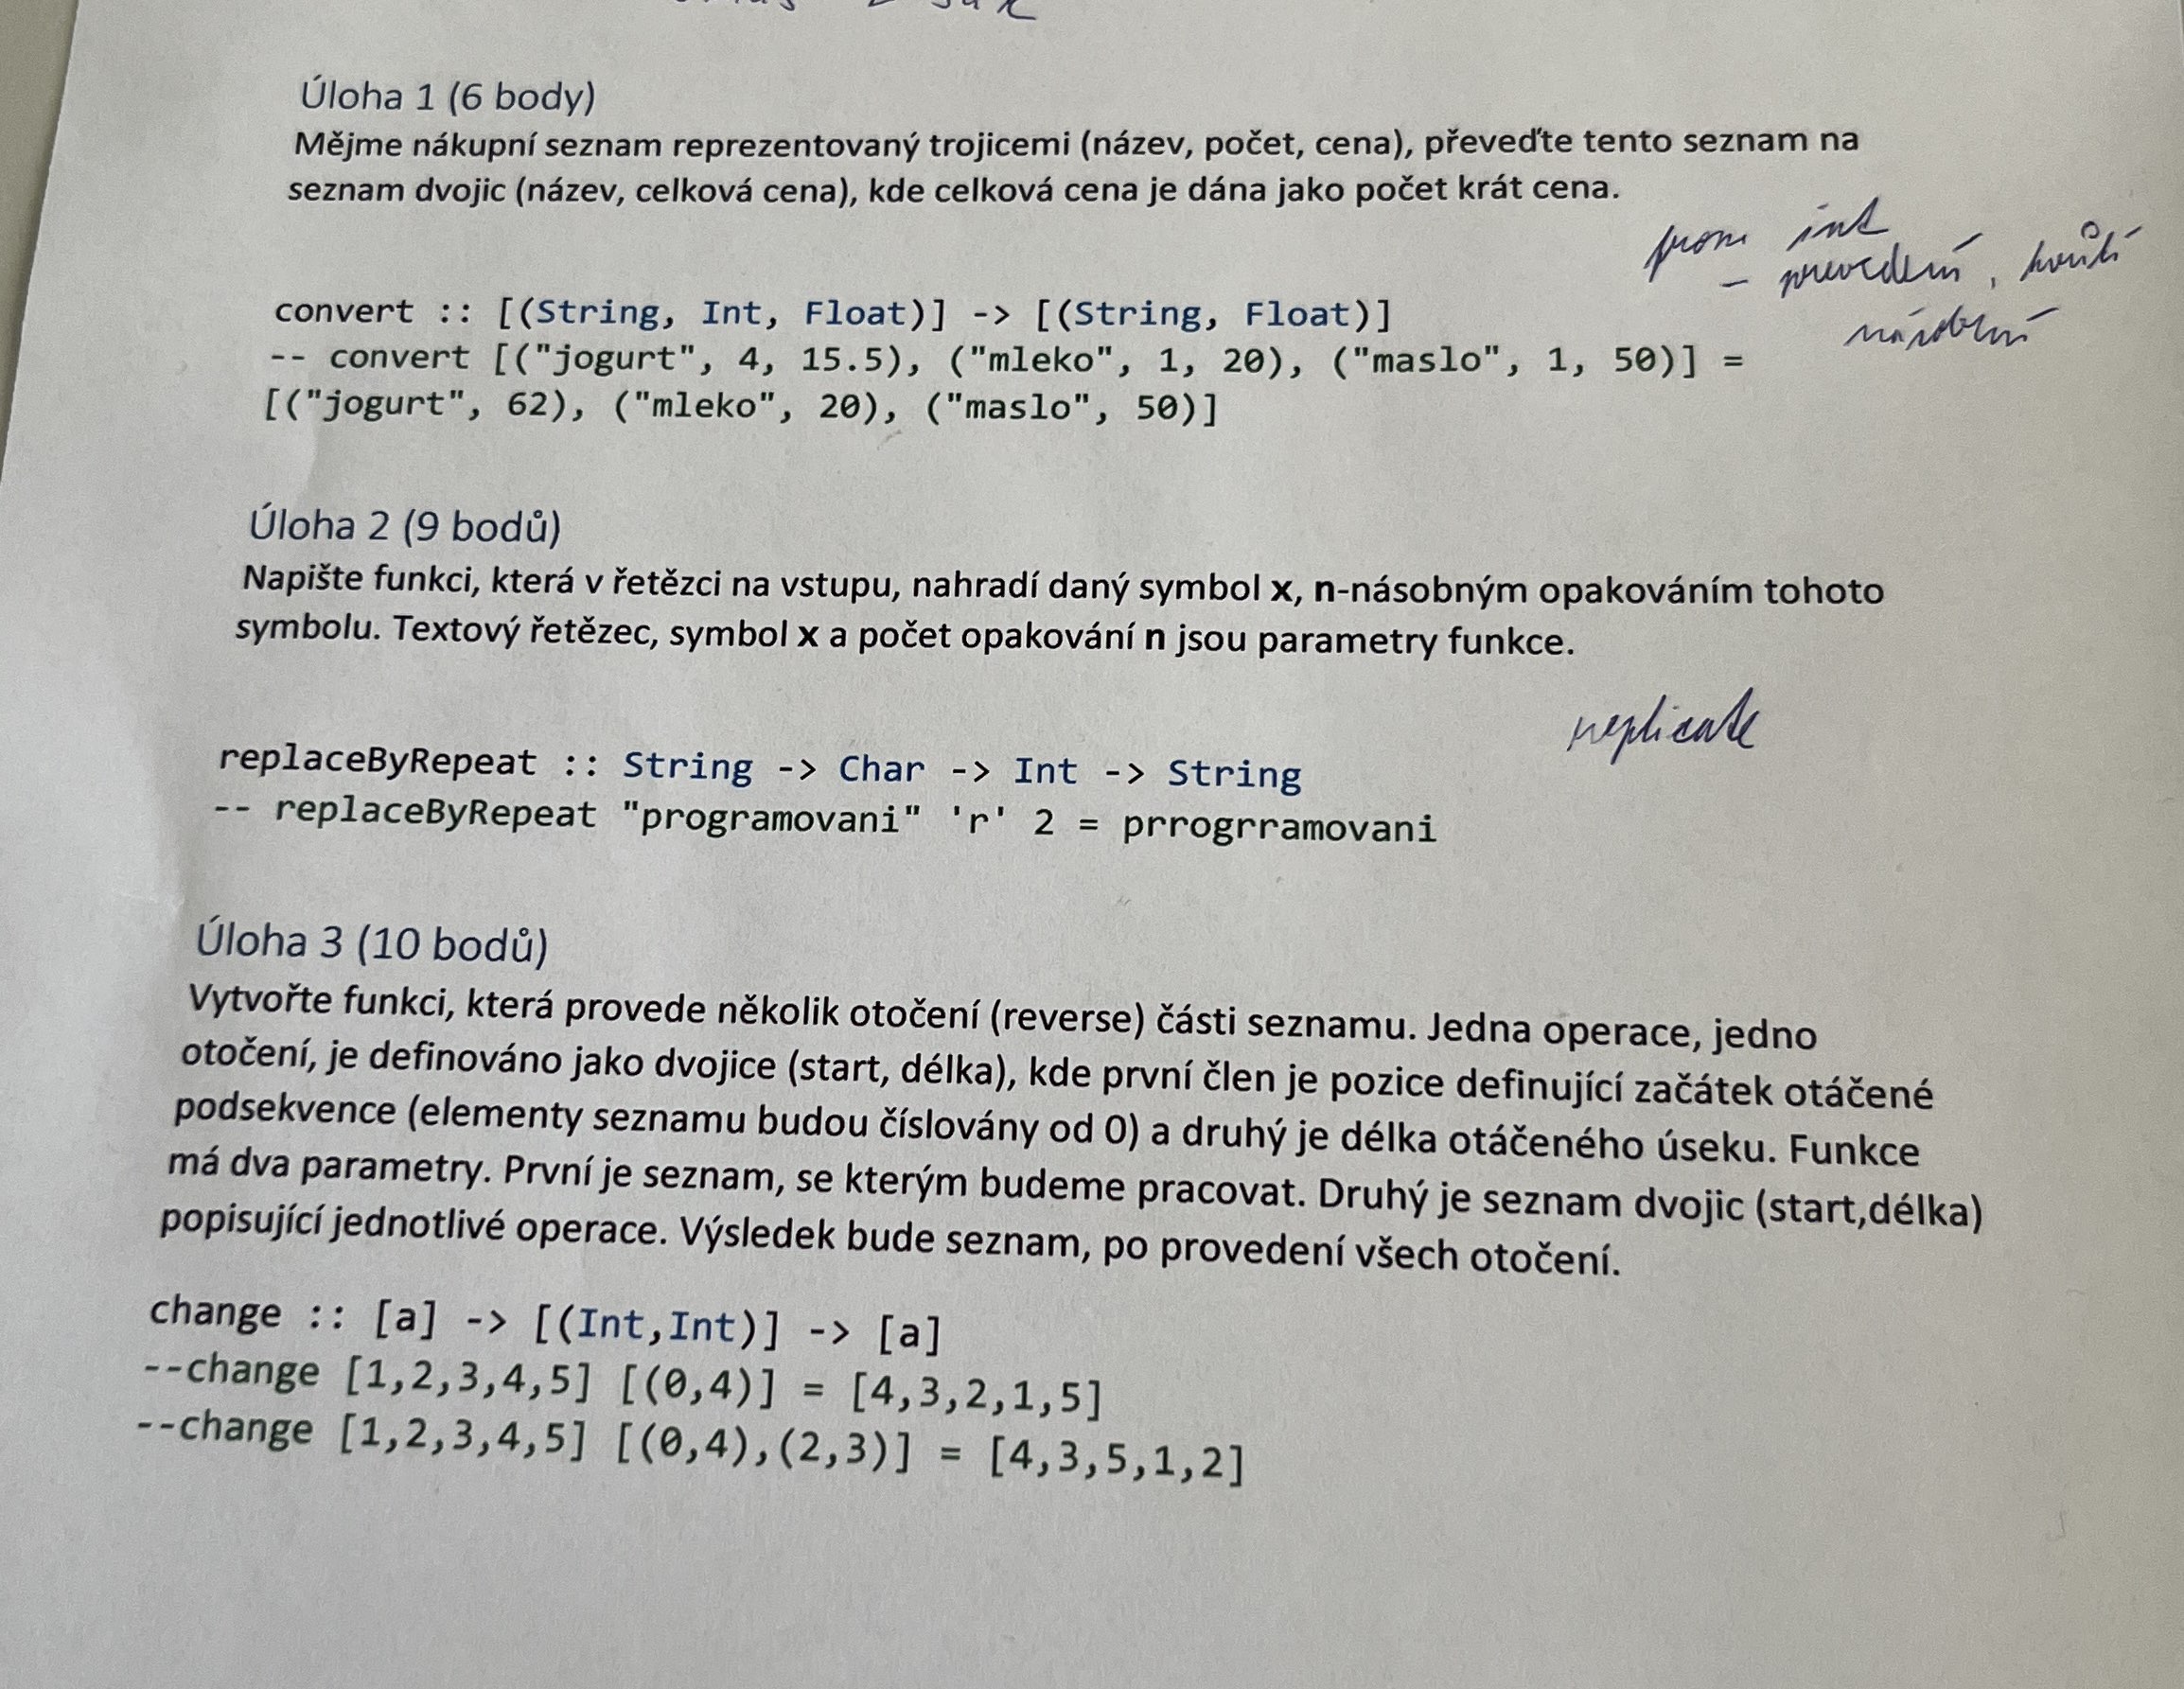 Úloha 1 (6 body)
Mějme nákupní seznam reprezentovaný trojicemi (název, počet, cena), převeďte tento seznam na
seznam dvojic (název, celková cena), kde celková cena je dána jako počet krát cena.
from int
- prevedení, kvůli
násobení
convert :: [(String, Int, Float)] -> [(String, Float)]
-- convert [("jogurt", 4, 15.5), ("mleko", 1, 20), ("maslo", 1, 50)] =
[("jogurt", 62), ("mleko", 20), ("maslo", 50)]
Úloha 2 (9 bodů)
Napište funkci, která v řetězci na vstupu, nahradí daný symbol x, n-násobným opakováním tohoto
symbolu. Textový řetězec, symbol x a počet opakování n jsou parametry funkce.
replicate
replaceByRepeat :: String -> Char -> Int -> String
-- replaceByRepeat "programovani" 'r' 2 = prrogrramovani
Úloha 3 (10 bodů)
Vytvořte funkci, která provede několik otočení (reverse) části seznamu. Jedna operace, jedno
otočení, je definováno jako dvojice (start, délka), kde první člen je pozice definující začátek otáčené
podsekvence (elementy seznamu budou číslovány od 0) a druhý je délka otáčeného úseku. Funkce
má dva parametry. První je seznam, se kterým budeme pracovat. Druhý je seznam dvojic (start,délka)
popisující jednotlivé operace. Výsledek bude seznam, po provedení všech otočení.
change :: [a] -> [(Int,Int)] -> [a]
--change [1,2,3,4,5] [(0,4)] = [4,3,2,1,5]
--change [1,2,3,4,5] [(0,4),(2,3)] = [4,3,5,1,2]